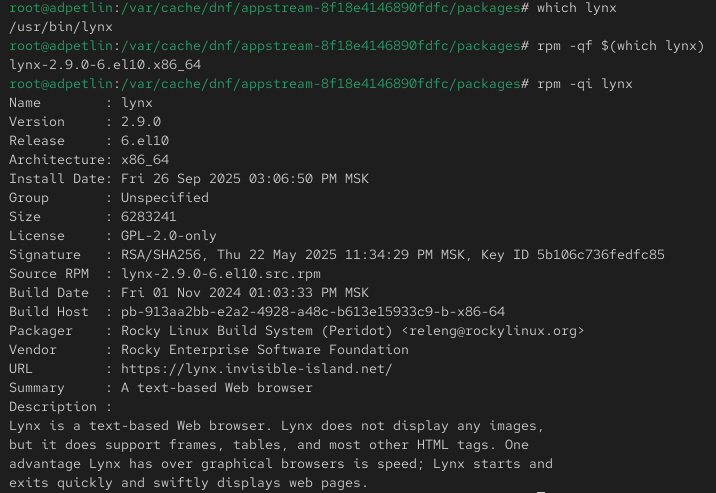 root@adpetlin:/var/cache/dnf/appstream-8f18e4146890fdfc/packages# which lynx
/usr/bin/lynx
root@adpetlin:/var/cache/dnf/appstream-8f18e4146890fdfc/packages# rpm -qf $(which lynx)
lynx-2.9.0-6.el10.x86_64
root@adpetlin:/var/cache/dnf/appstream-8f18e4146890fdfc/packages# rpm -qi lynx
Name        : lynx
Version     : 2.9.0
Release     : 6.el10
Architecture: x86_64
Install Date: Fri 26 Sep 2025 03:06:50 PM MSK
Group       : Unspecified
Size        : 6283241
License     : GPL-2.0-only
Signature   : RSA/SHA256, Thu 22 May 2025 11:34:29 PM MSK, Key ID 5b106c736fedfc85
Source RPM  : lynx-2.9.0-6.el10.src.rpm
Build Date  : Fri 01 Nov 2024 01:03:33 PM MSK
Build Host  : pb-913aa2bb-e2a2-4928-a48c-b613e15933c9-b-x86-64
Packager    : Rocky Linux Build System (Peridot) <releng@rockylinux.org>
Vendor      : Rocky Enterprise Software Foundation
URL         : https://lynx.invisible-island.net/
Summary     : A text-based Web browser
Description :
Lynx is a text-based Web browser. Lynx does not display any images,
but it does support frames, tables, and most other HTML tags. One
advantage Lynx has over graphical browsers is speed; Lynx starts and
exits quickly and swiftly displays web pages.